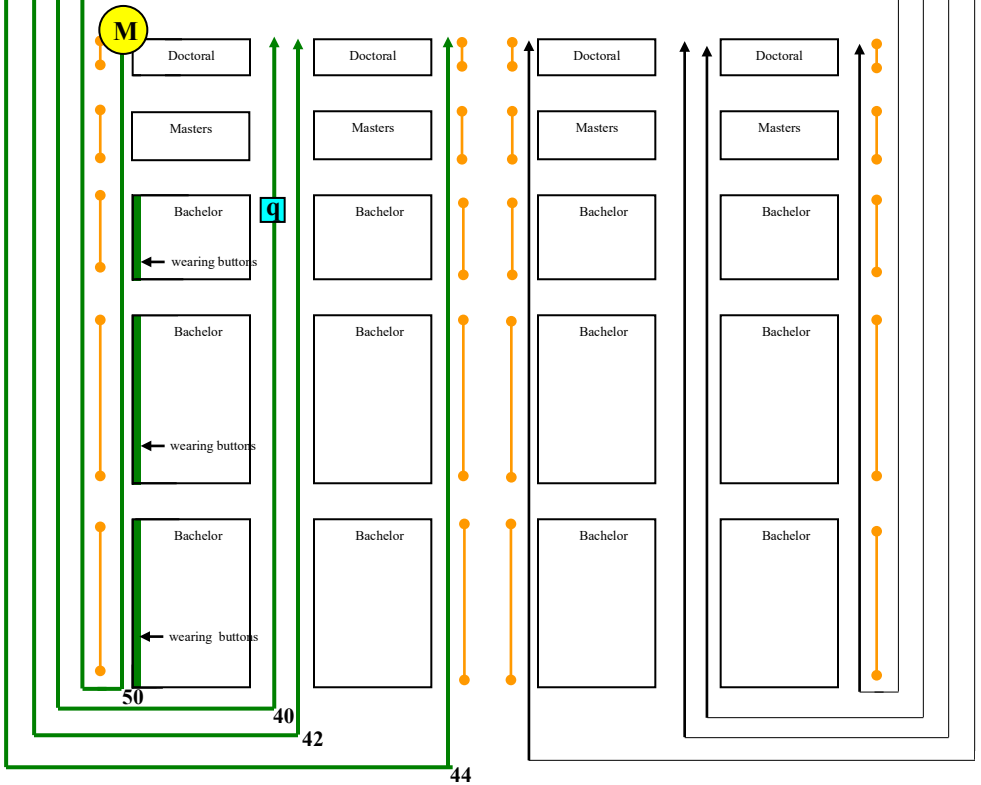 M
Doctoral
Doctoral
Doctoral
Doctoral
Masters
Masters
Masters
Masters
q
Bachelor
Bachelor
Bachelor
Bachelor
wearing buttons
Bachelor
Bachelor
Bachelor
Bachelor
wearing buttons
Bachelor
Bachelor
Bachelor
Bachelor
wearing buttons
50
40
42
44